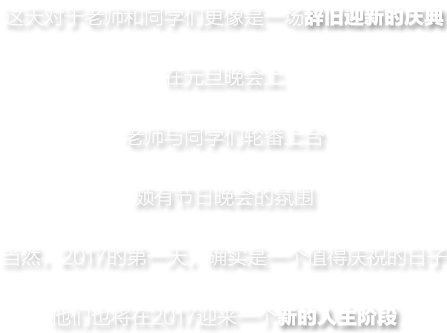 这天对于老师和同学们更像是一场辞旧迎新的庆典
在元旦晚会上
老师与同学们轮番上台
颇有节日晚会的氛围
当然，2017的第一天，确实是一个值得庆祝的日子
他们也将在2017迎来一个新的人生阶段